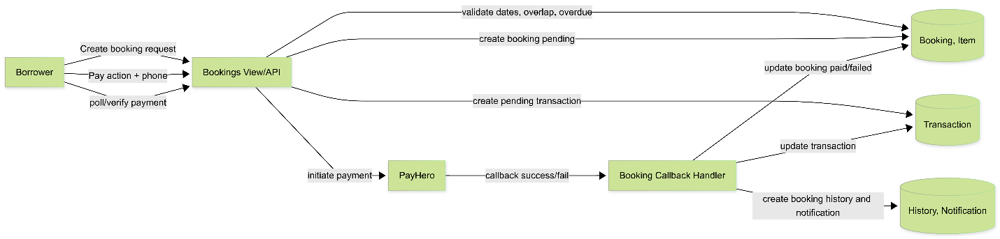 validate dates, overlap, overdue
Booking, Item
create booking pending
Create booking request
Borrower
Bookings View/API
Pay action + phone
update booking paid/failed
poll/verify payment
create pending transaction
Transaction
update transaction
initiate payment
PayHero
callback success/fail
Booking Callback Handler
create booking history and
notification
History, Notification